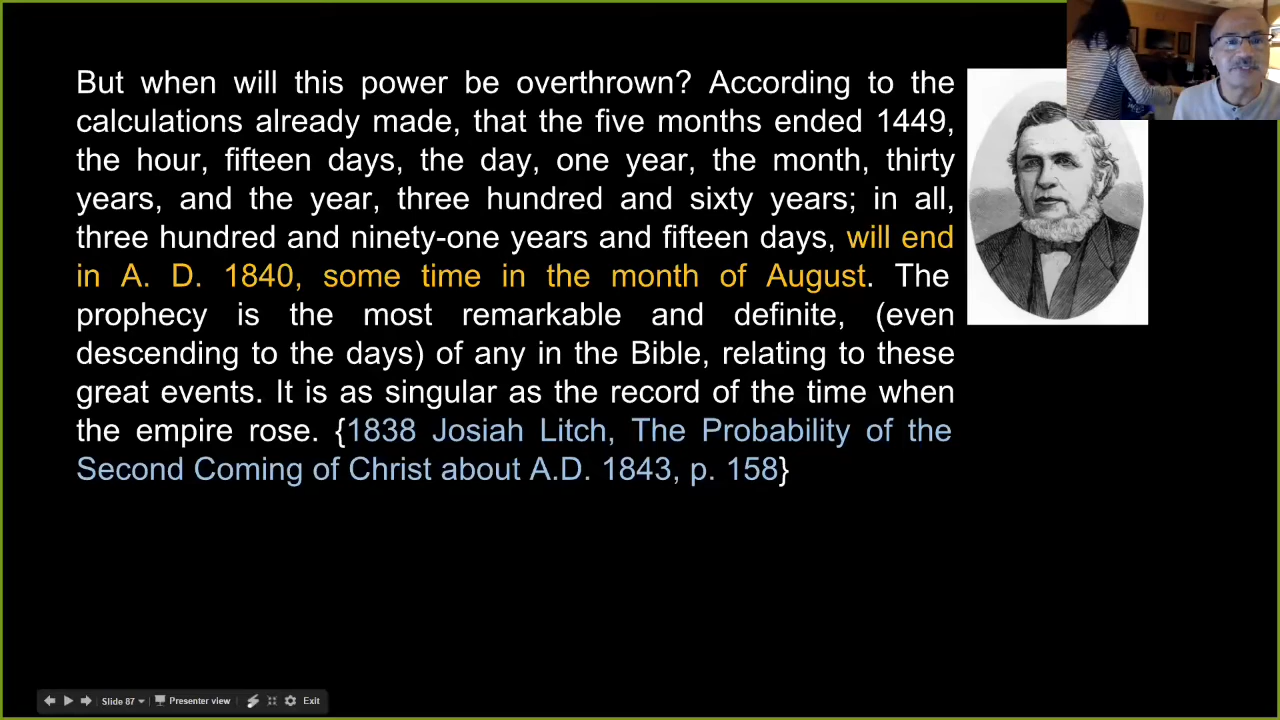 But when will this power be overthrown? According to the
calculations already made, that the five months ended 1449,
the hour, fifteen days, the day, one year, the month, thirty
years, and the year, three hundred and sixty years; in all,
three hundred and ninety-one years and fifteen days, will end
in A. D. 1840, some time in the month of August. The
prophecy is the most remarkable and definite, (even
descending to the days) of any in the Bible, relating to these
great events. It is as singular as the record of the time when
the empire rose. {1838 Josiah Litch, The Probability of the
Second Coming of Christ about A.D. 1843, p. 158}
Slide 87 Presenter view Exit